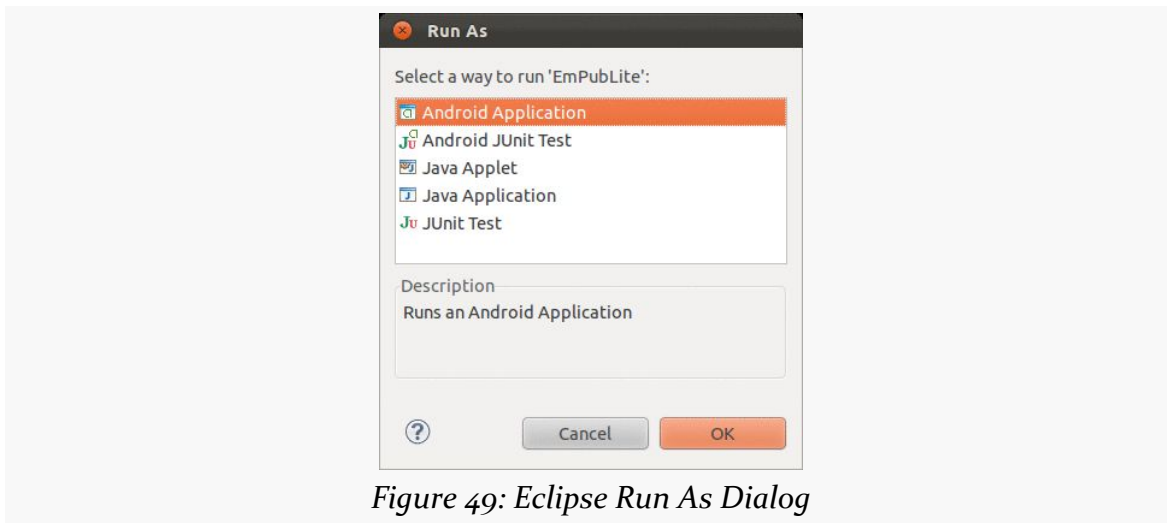 Run As
Select a way to run 'EmPubLite':
Android Application
Android JUnit Test
Java Applet
Java Application
JUnit Test
Description
Runs an Android Application
Cancel
OK
Figure 49: Eclipse Run As Dialog